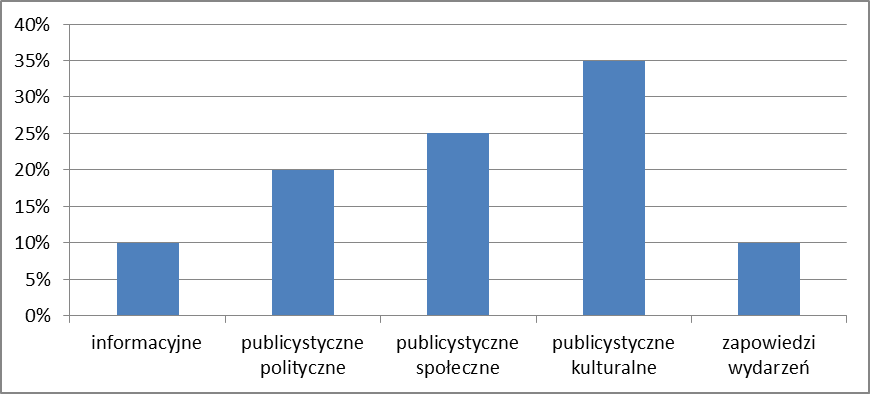 40%
35%
30%
25%
20%
15%
10%
5%
0%
informacyjne
publicystyczne
polityczne
publicystyczne
społeczne
publicystyczne
kulturalne
zapowiedzi
wydarzeń